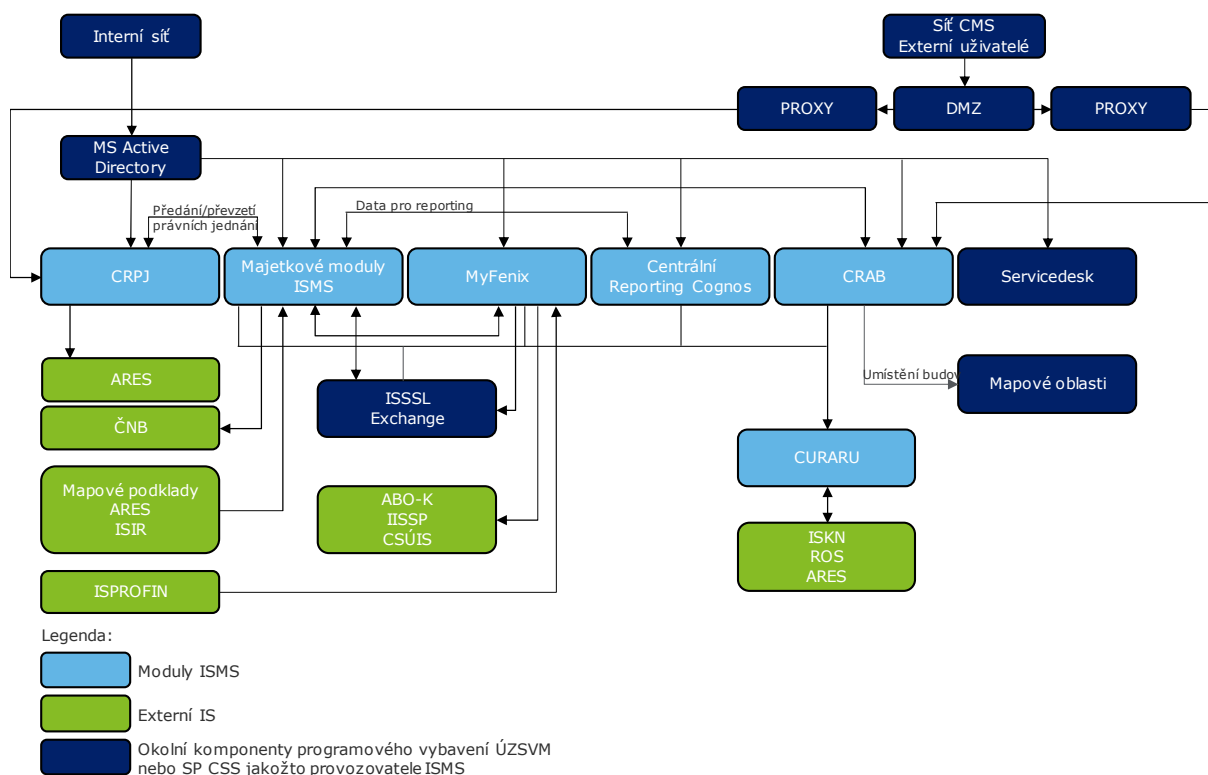 Interní síť
Síť CMS
Externí uživatelé
PROXY
DMZ
PROXY
MS Active
Directory
Předání/převzetí
právních jednání
Data pro reporting
CRPJ
Majetkové moduly
ISMS
MyFenix
Centrální
Reporting Cognos
CRAB
Servicedesk
ARES
ISSSL
Exchange
Umístění budov
Mapové oblasti
ČNB
CURARU
Mapové podklady
ARES
ISIR
ABO-K
IISSP
CSÚIS
ISKN
ROS
ARES
ISPROFIN
Legenda:
Moduly ISMS
Externí IS
Okolní komponenty programového vybavení ÚZSVM
nebo SP CSS jakožto provozovatele ISMS